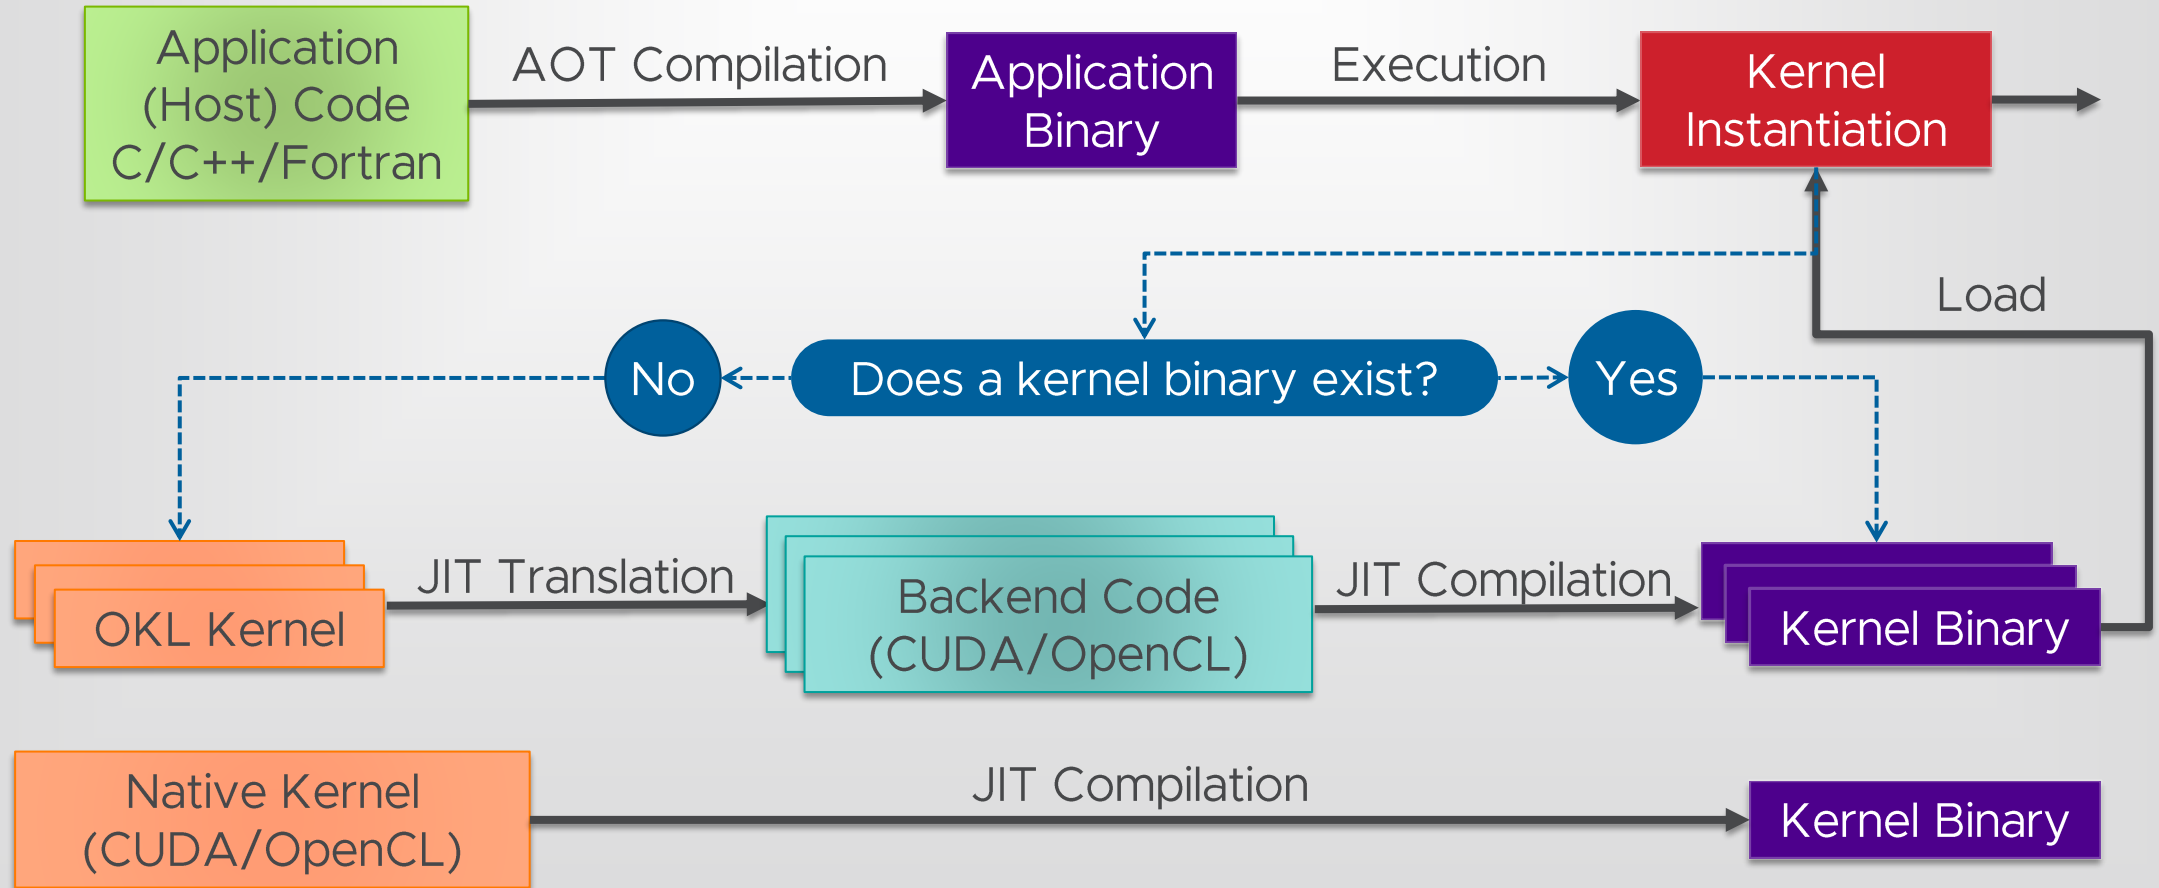 Application
(Host) Code
C/C++/Fortran
AOT Compilation
Application
Binary
Execution
Kernel
Instantiation
Load
No
Does a kernel binary exist?
Yes
OKL Kernel
JIT Translation
Backend Code
(CUDA/OpenCL)
JIT Compilation
Kernel Binary
Native Kernel
(CUDA/OpenCL)
JIT Compilation
Kernel Binary